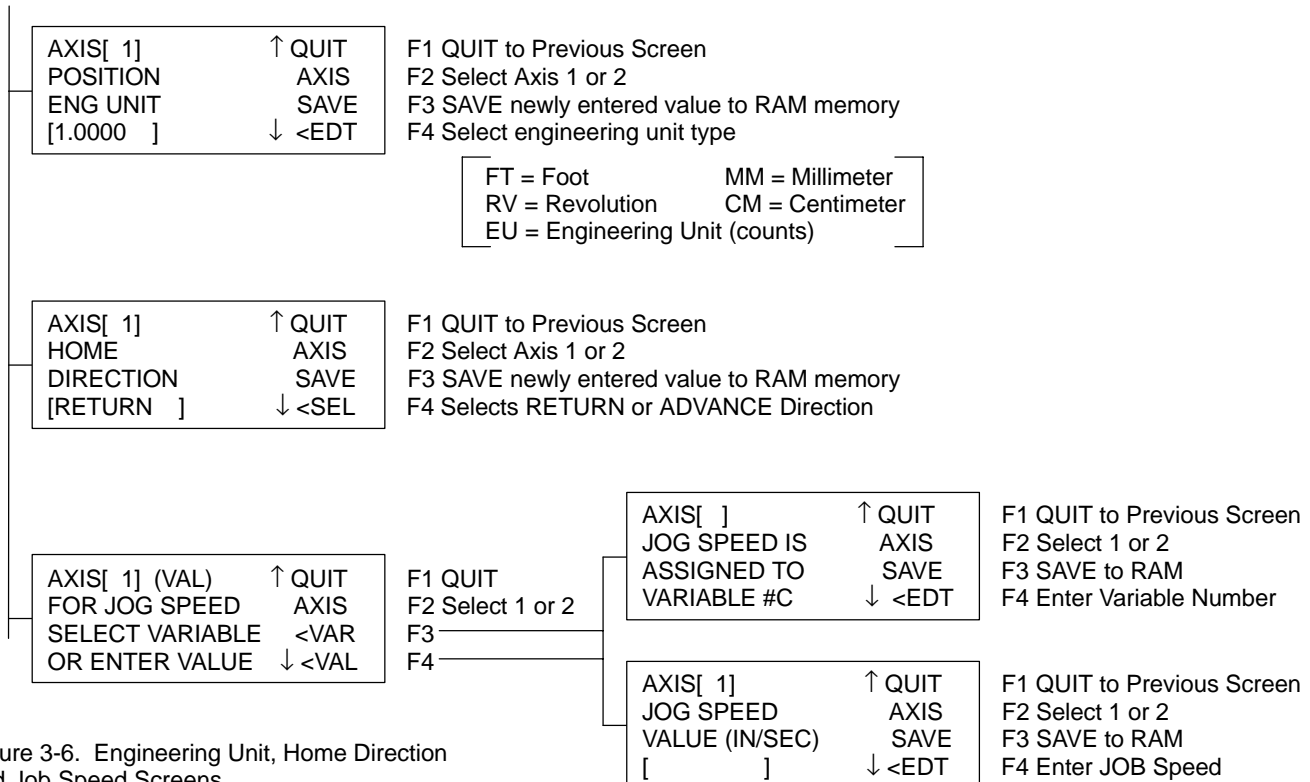 AXIS[ 1] ↑ QUIT F1 QUIT to Previous Screen
POSITION AXIS F2 Select Axis 1 or 2
ENG UNIT SAVE F3 SAVE newly entered value to RAM memory
[1.0000 ] ↓ <EDT F4 Select engineering unit type
FT = Foot MM = Millimeter
RV = Revolution CM = Centimeter
EU = Engineering Unit (counts)
AXIS[ 1] ↑ QUIT F1 QUIT to Previous Screen
HOME AXIS F2 Select Axis 1 or 2
DIRECTION SAVE F3 SAVE newly entered value to RAM memory
[RETURN ] ↓ <SEL F4 Selects RETURN or ADVANCE Direction
AXIS[ 1] (VAL) ↑ QUIT F1 QUIT
FOR JOG SPEED AXIS F2 Select 1 or 2
SELECT VARIABLE <VAR F3
OR ENTER VALUE ↓ <VAL F4
AXIS[ ] ↑ QUIT F1 QUIT to Previous Screen
JOG SPEED IS AXIS F2 Select 1 or 2
ASSIGNED TO SAVE F3 SAVE to RAM
VARIABLE #C ↓ <EDT F4 Enter Variable Number
AXIS[ 1] ↑ QUIT F1 QUIT to Previous Screen
JOG SPEED AXIS F2 Select 1 or 2
VALUE (IN/SEC) SAVE F3 SAVE to RAM
[ ] ↓ <EDT F4 Enter JOB Speed
ure 3-6. Engineering Unit, Home Direction
d Job Speed Screens